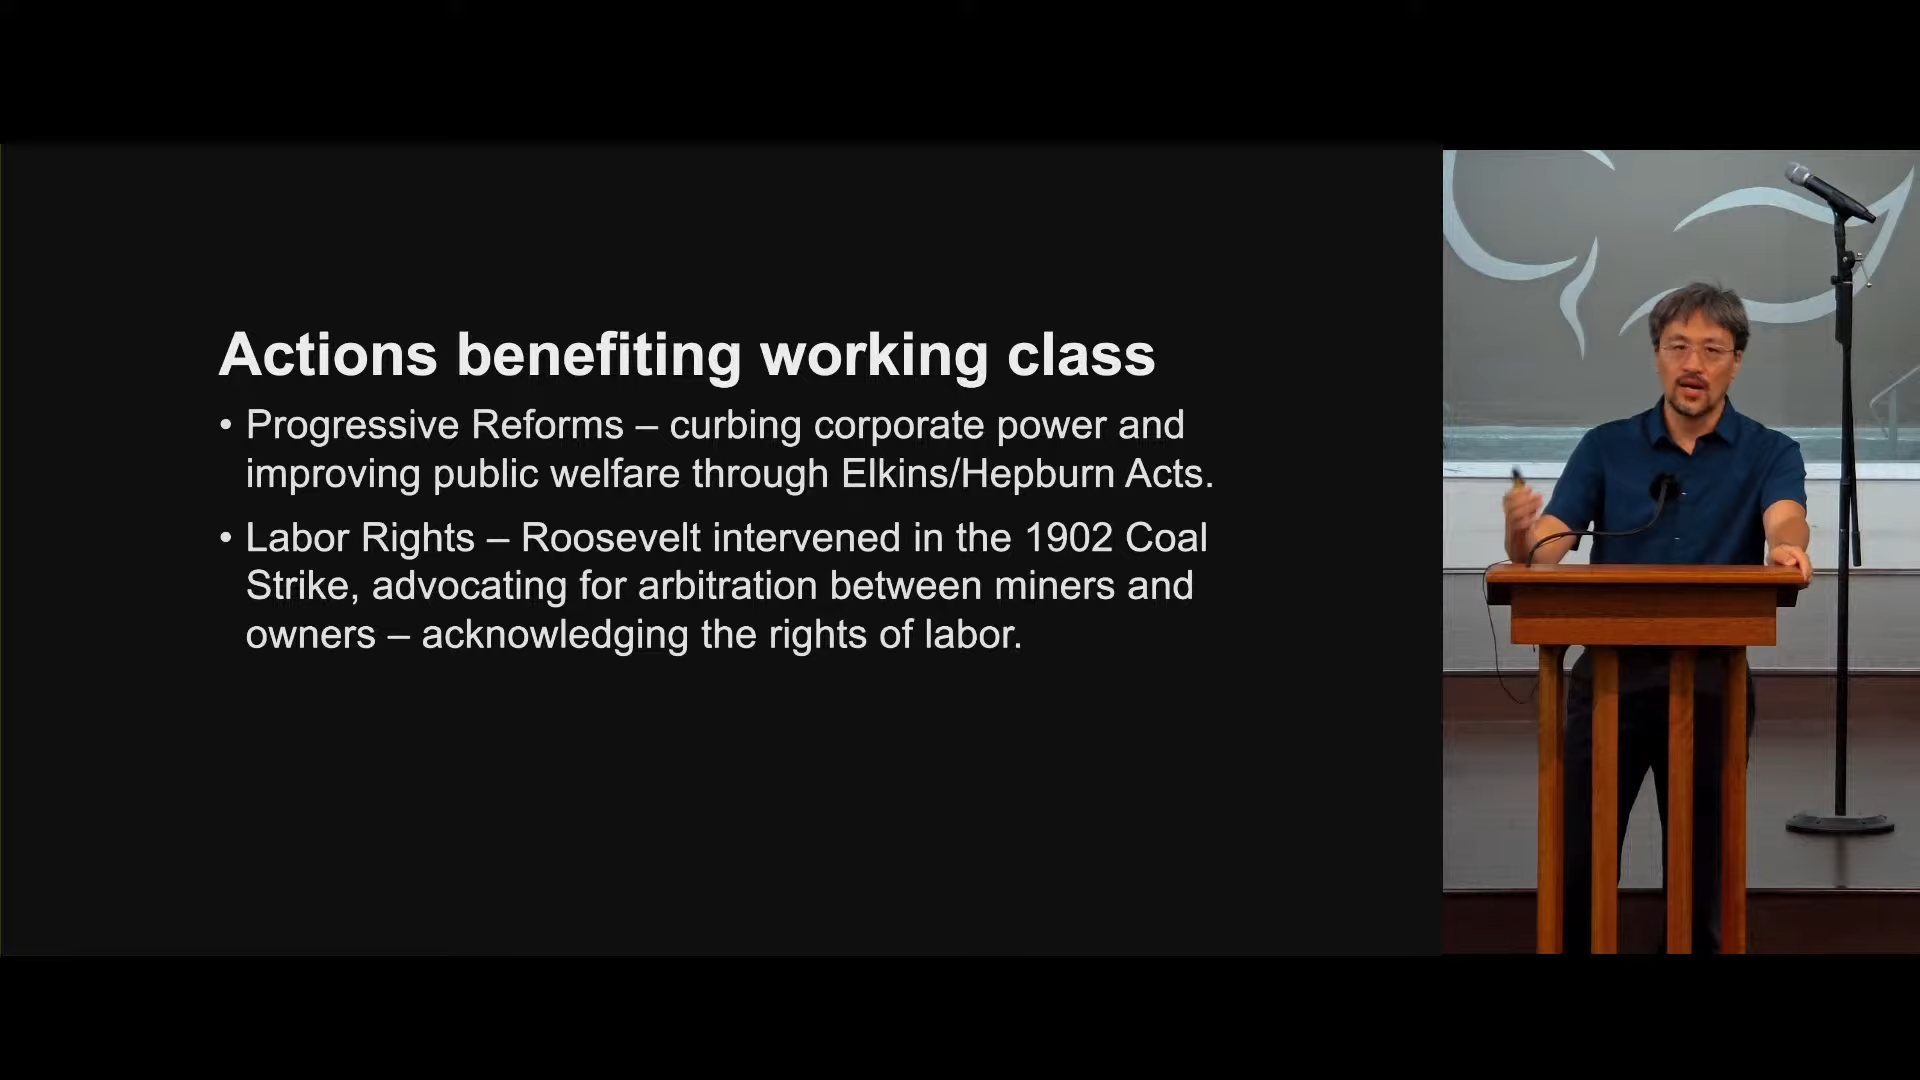 Actions benefiting working class
• Progressive Reforms – curbing corporate power and
improving public welfare through Elkins/Hepburn Acts.
• Labor Rights – Roosevelt intervened in the 1902 Coal
Strike, advocating for arbitration between miners and
owners – acknowledging the rights of labor.